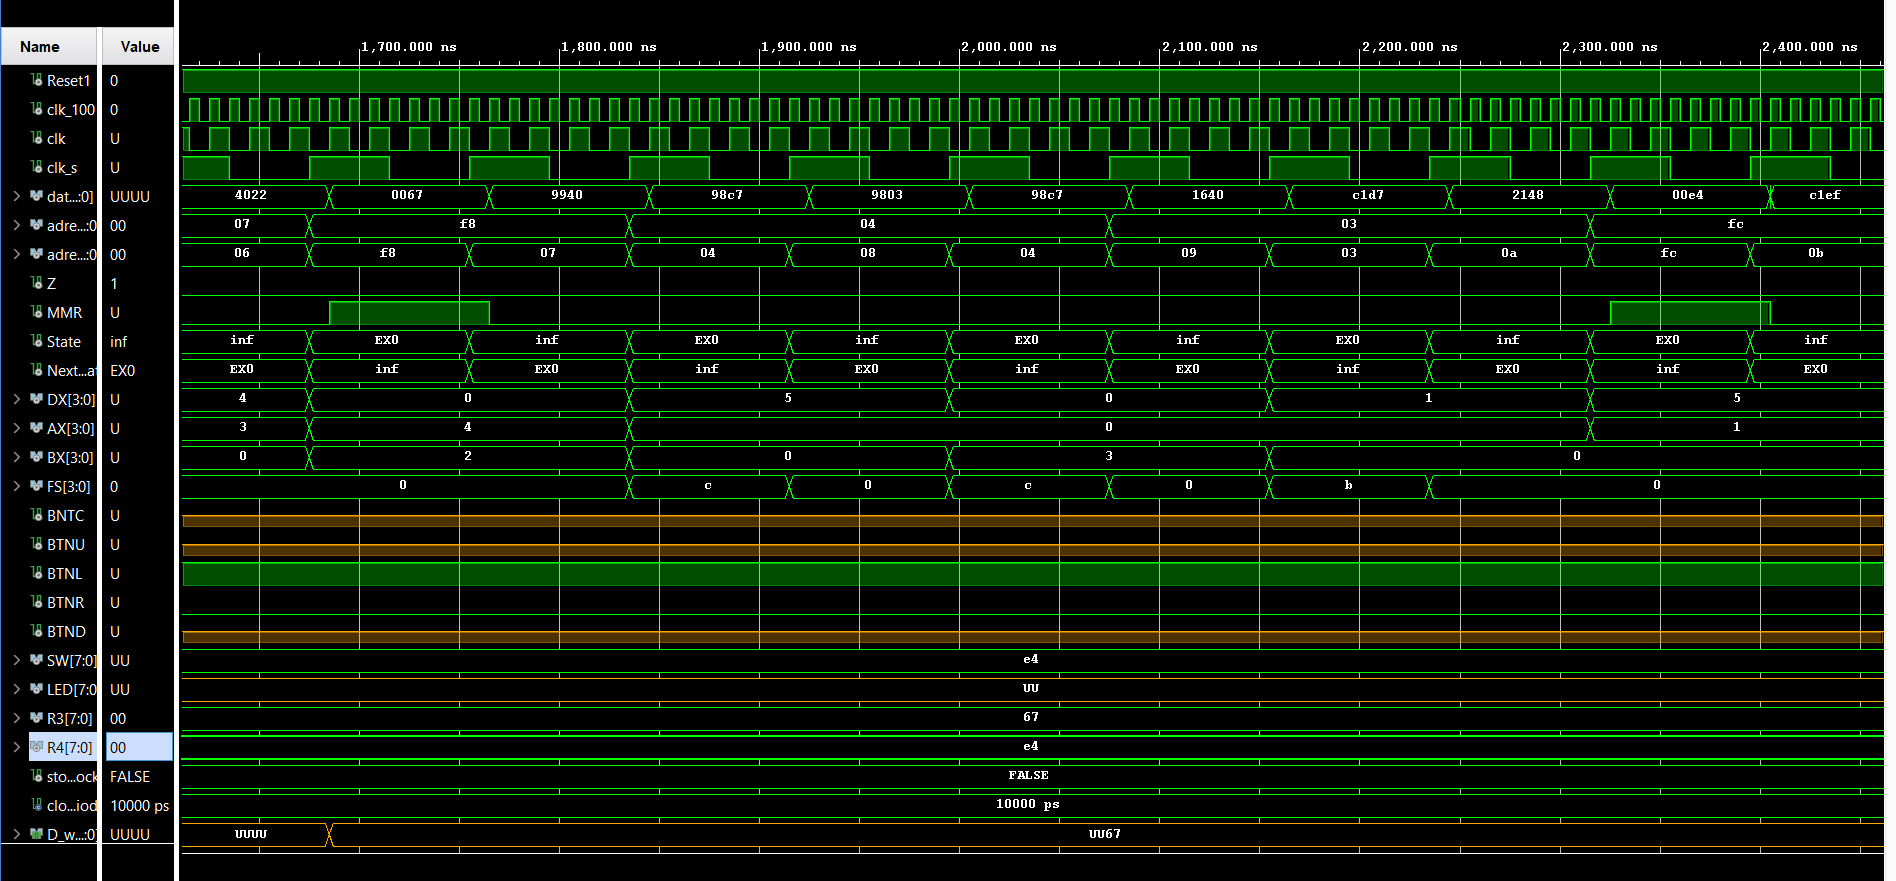 Name Value
1,700.000 ns 1,800.000 ns 1,900.000 ns 2,000.000 ns 2,100.000 ns 2,200.000 ns 2,300.000 ns 2,400.000 ns
Reset1 0
clk_100 0
clk U
clk_s U
dat...:0] UUUU 4022 0067 9940 98c7 9803 98c7 1640 c1d7 2148 00e4 c1ef
adre...:0 00 07 f8 04 03 fc
adre...:0 00 06 f8 07 04 08 04 09 03 0a fc 0b
Z 1
MMR U
State inf inf EX0 inf EX0 inf EX0 inf EX0 inf EX0 inf
Next...at EX0 EX0 inf EX0 inf EX0 inf EX0 inf EX0 inf EX0
DX[3:0] U 4 0 5 0 1 5
AX[3:0] U 3 4 0 1
BX[3:0] U 0 2 0 3 0
FS[3:0] 0 0 c 0 c 0 b 0
BNTC U
BTNU U
BTNL U
BTNR U
BTND U
SW[7:0] UU e4
LED[7:0 UU UU
R3[7:0] 00 67
R4[7:0] 00 e4
sto...ock FALSE FALSE
clo...iod 10000 ps 10000 ps
D_w...:0] UUUU UUUU UU67